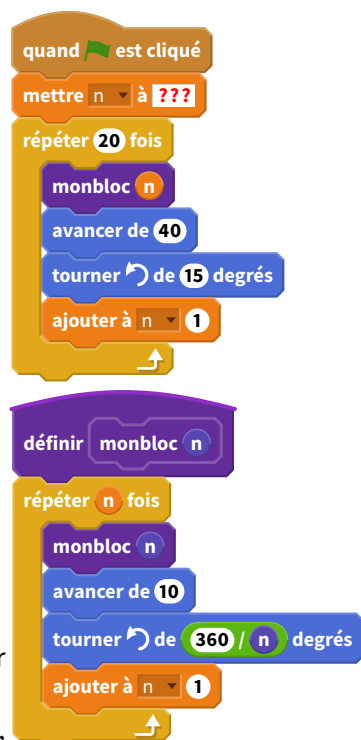 quand est cliqué
mettre n à ???
répéter 20 fois
monbloc n
avancer de 40
tourner de 15 degrés
ajouter à n 1
définir monbloc n
répéter n fois
monbloc n
avancer de 10
tourner de 360 / n degrés
r
ajouter à n 1
,